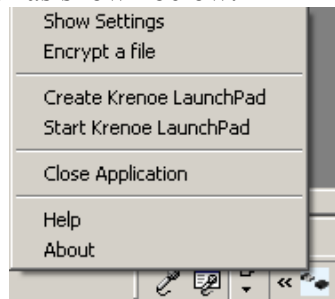 Show Settings
Encrypt a file
Create Krenoe LaunchPad
Start Krenoe LaunchPad
Close Application
Help
About
«